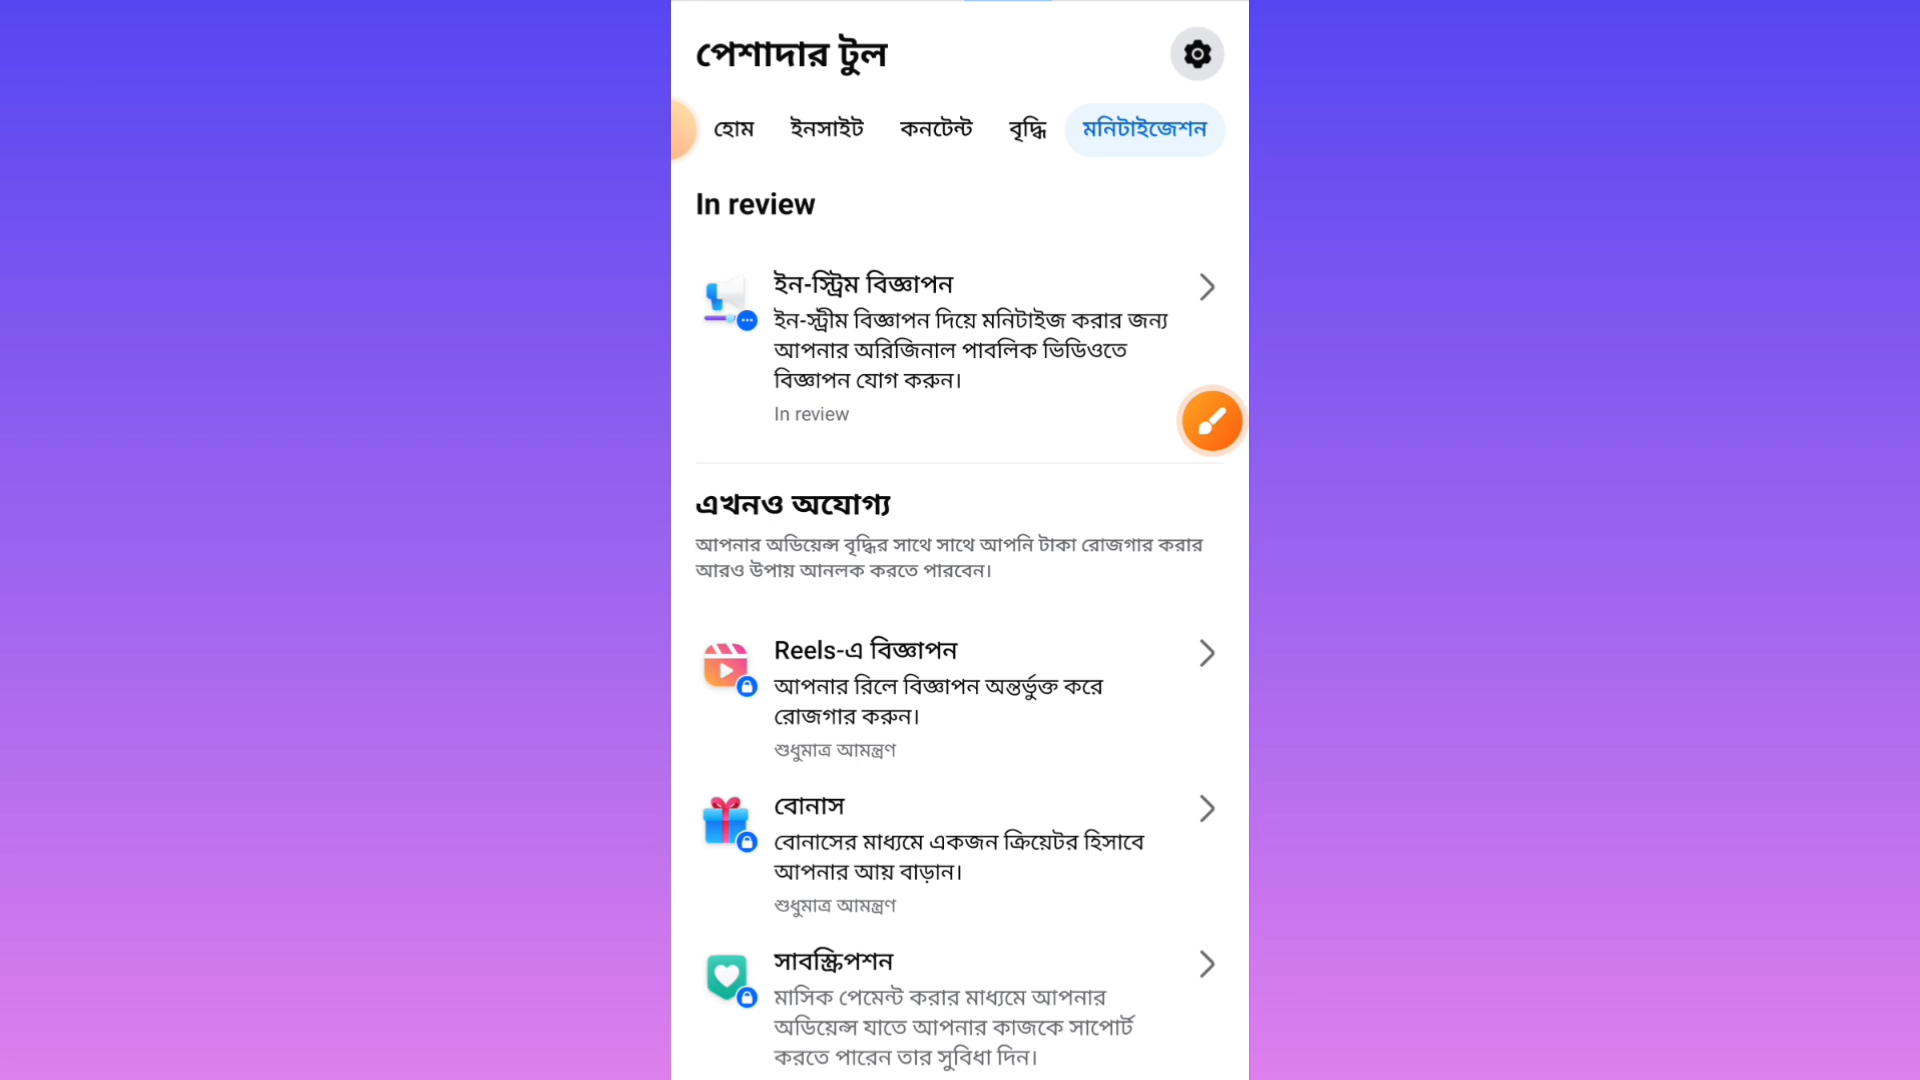 পেশাদার টুল
হোম ইনসাইট কনটেন্ট বৃদ্ধি মনিটাইজেশন
In review
ইন-স্ট্রিম বিজ্ঞাপন
ইন-স্ট্রীম বিজ্ঞাপন দিয়ে মনিটাইজ করার জন্য
আপনার অরিজিনাল পাবলিক ভিডিওতে
বিজ্ঞাপন যোগ করুন।
In review
এখনও অযোগ্য
আপনার অডিয়েন্স বৃদ্ধির সাথে সাথে আপনি টাকা রোজগার করার
আরও উপায় আনলক করতে পারবেন।
Reels-এ বিজ্ঞাপন
আপনার রিলে বিজ্ঞাপন অন্তর্ভুক্ত করে
রোজগার করুন।
শুধুমাত্র আমন্ত্রণ
বোনাস
বোনাসের মাধ্যমে একজন ক্রিয়েটর হিসাবে
আপনার আয় বাড়ান।
শুধুমাত্র আমন্ত্রণ
সাবস্ক্রিপশন
মাসিক পেমেন্ট করার মাধ্যমে আপনার
অডিয়েন্স যাতে আপনার কাজকে সাপোর্ট
করতে পারেন তার সুবিধা দিন।